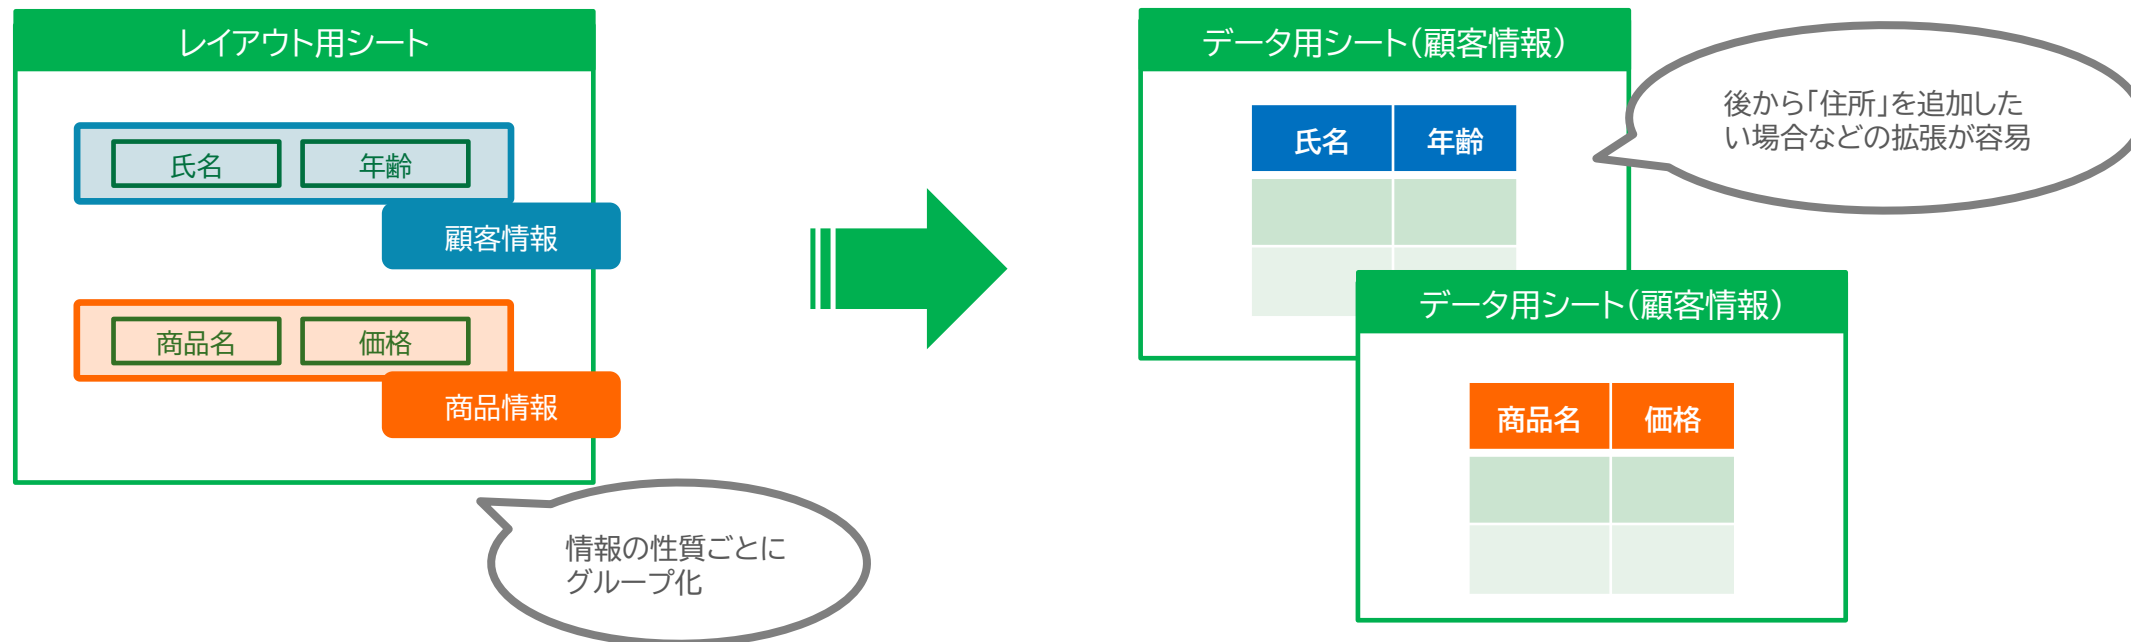 レイアウト用シート
氏名
年齢
顧客情報
商品名
価格
商品情報
情報の性質ごとに
グループ化
データ用シート(顧客情報)
氏名
年齢
後から「住所」を追加した
い場合などの拡張が容易
データ用シート(顧客情報)
商品名
価格